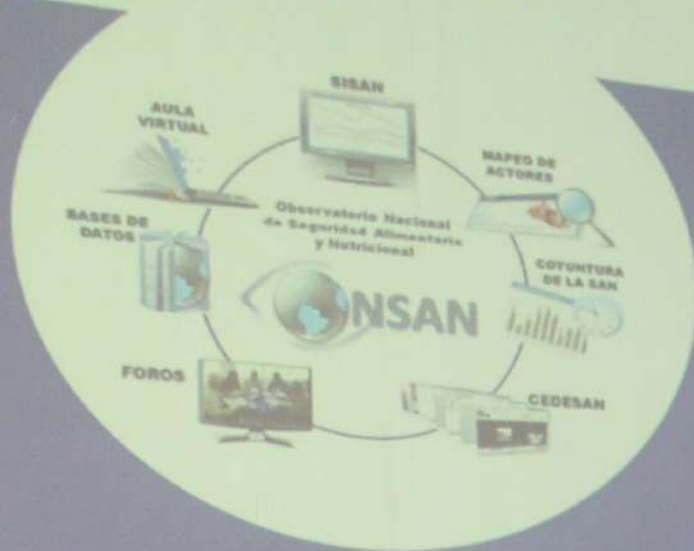 SISAN
AULA
VIRTUAL
MAPEO DE
ACTORES
BASES DE
DATOS
Observatorio Nacional
de Seguridad Alimentaria
y Nutricional
COYUNTURA
DE LA SAN
ONSAN
FOROS
CEDESAN